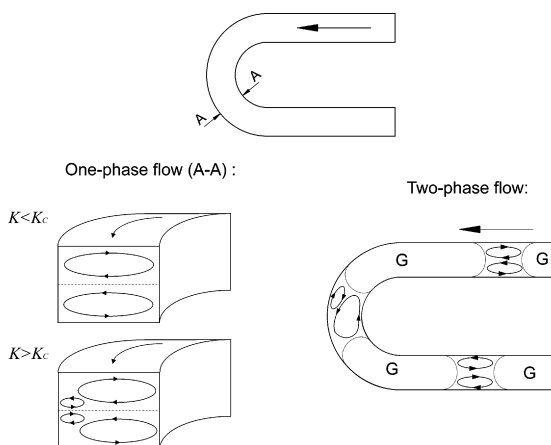 A
A
One-phase flow (A-A) :
Two-phase flow:
K<Kc
G
G
K>Kc
G
G